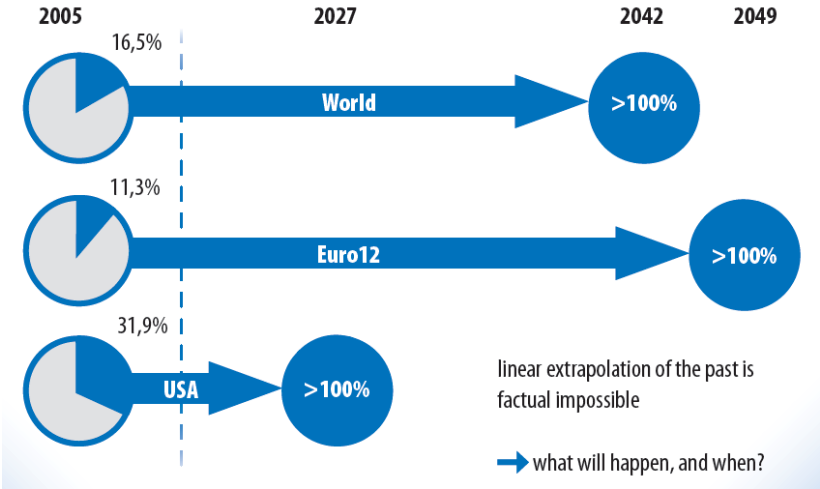 2005 2027 2042 2049
16,5%
World >100%
11,3%
Euro12 >100%
31,9%
USA >100%
linear extrapolation of the past is
factual impossible
what will happen, and when?